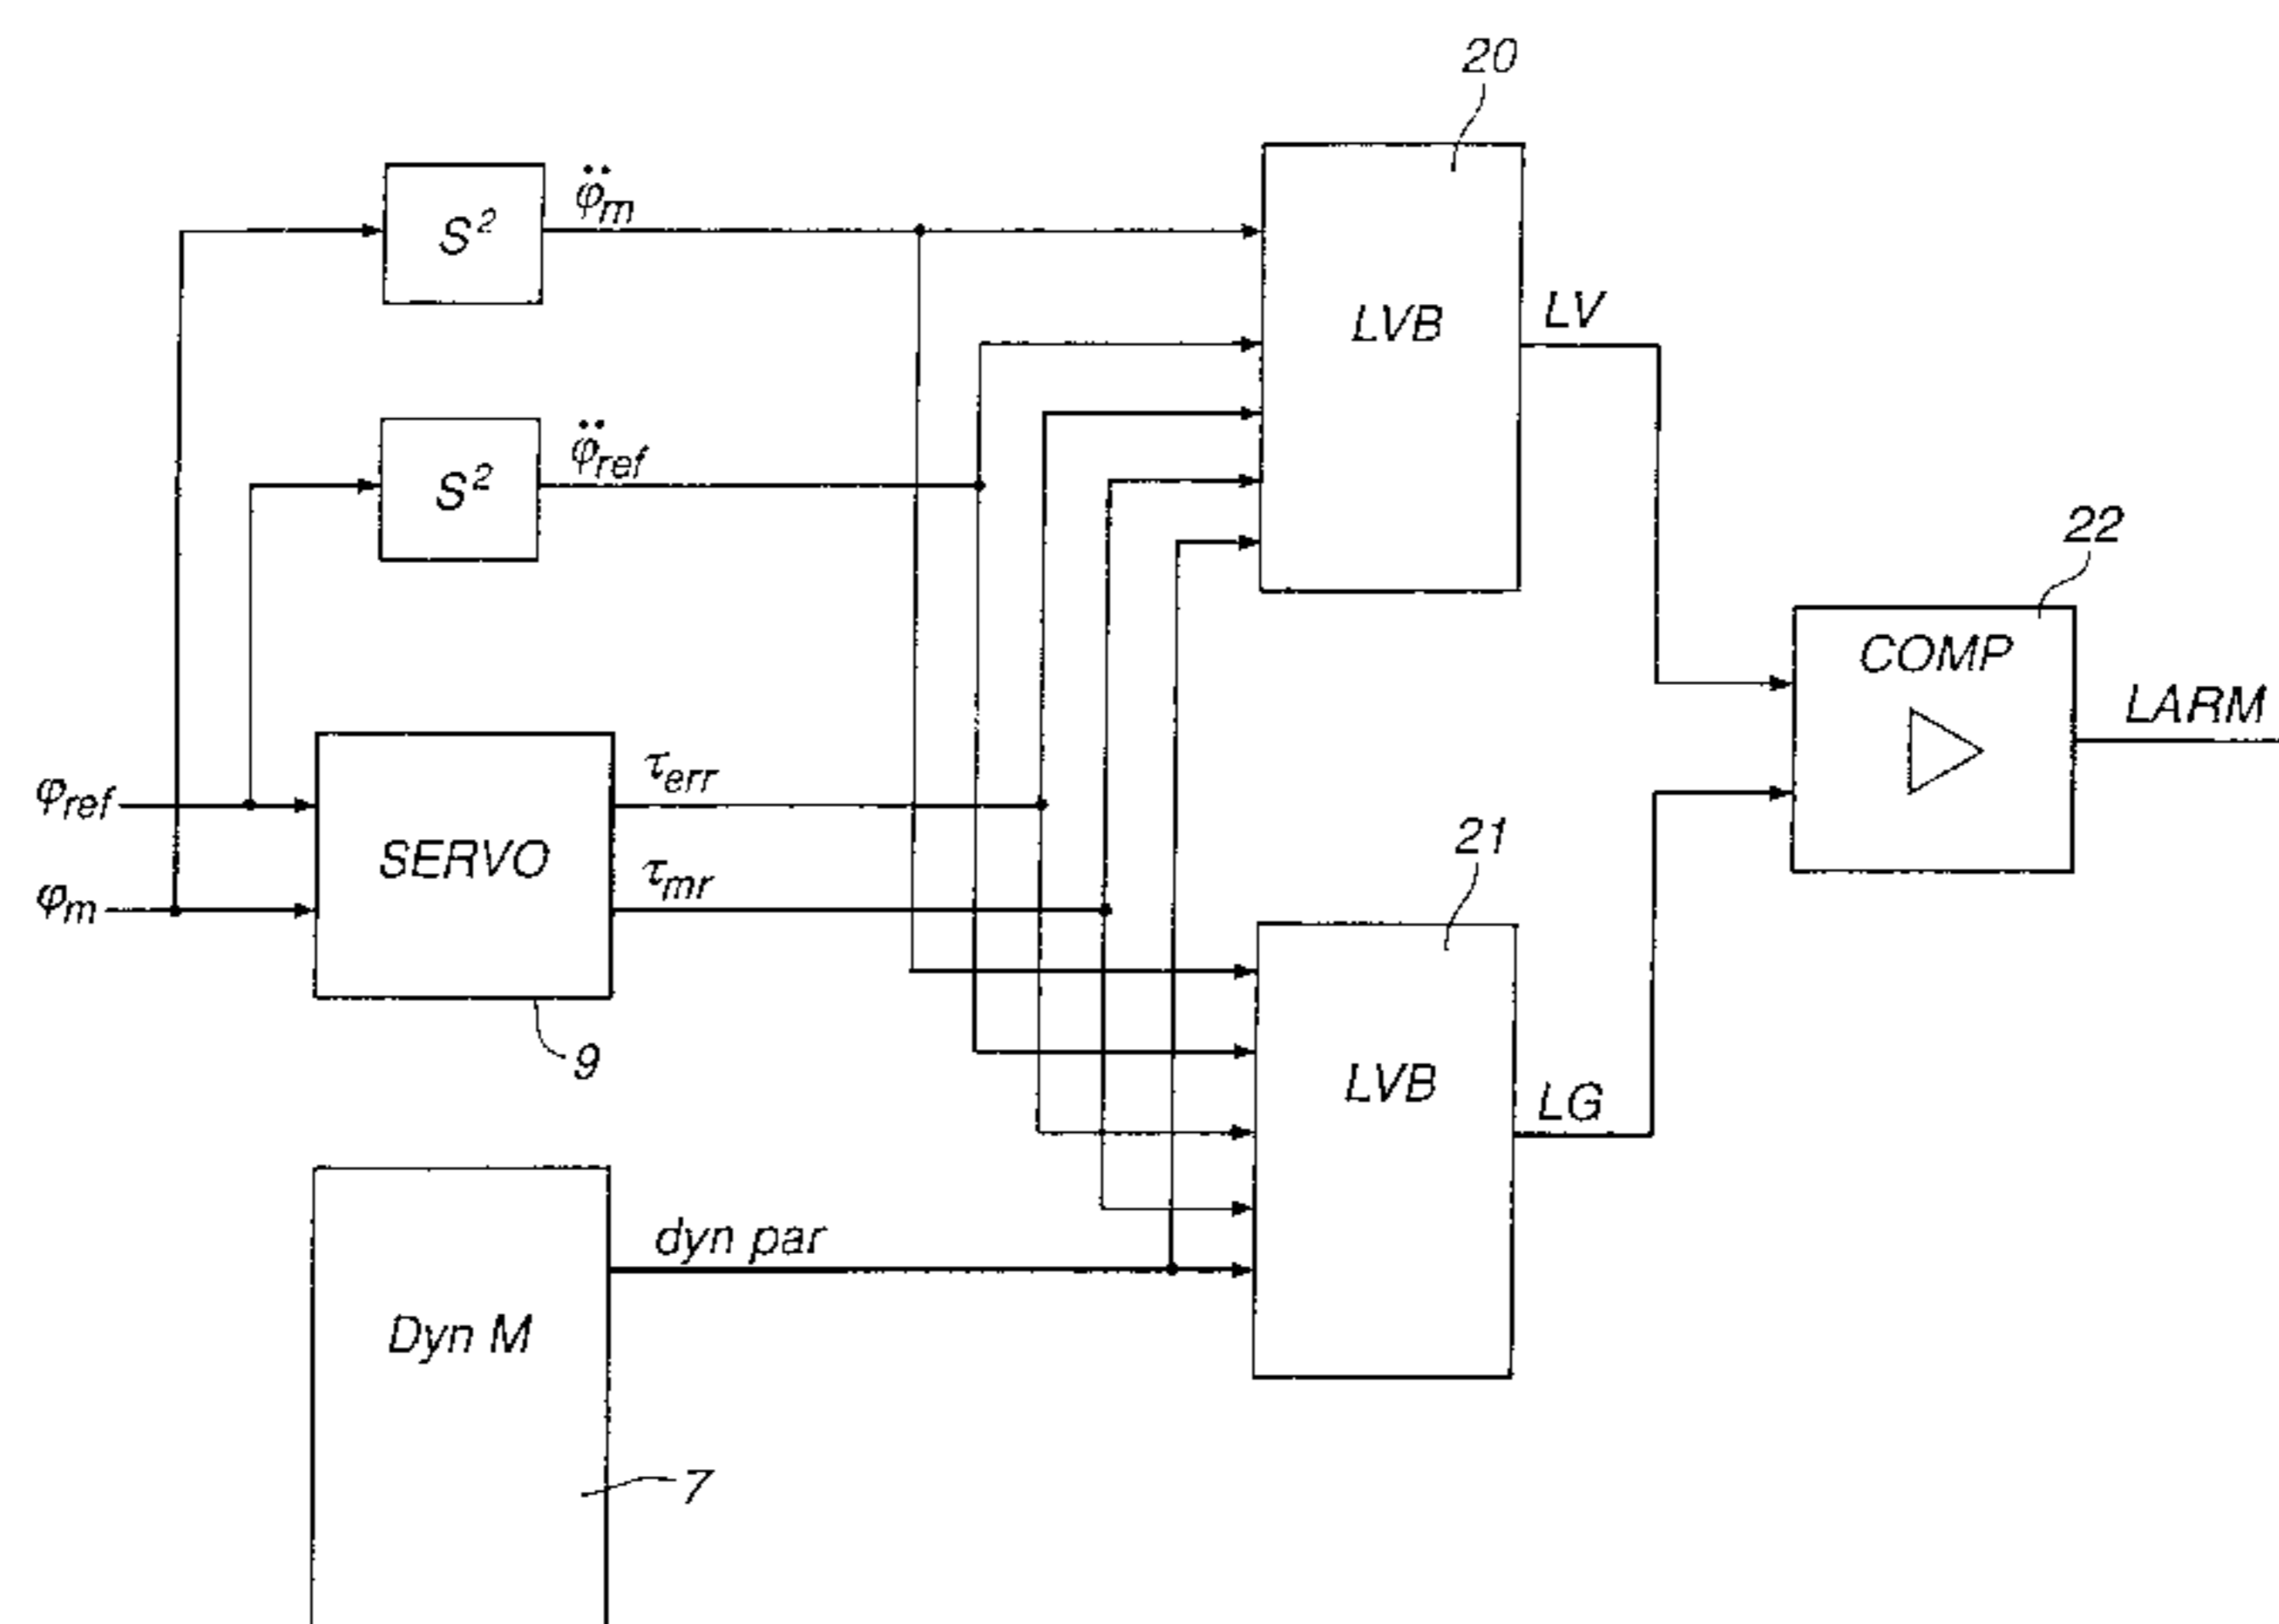 20
S²
φ̈m
LVB
LV
S²
φ̈ref
22
COMP
LARM
φref
φm
SERVO
τerr
τmr
9
21
LVB
LG
dyn par
Dyn M
7